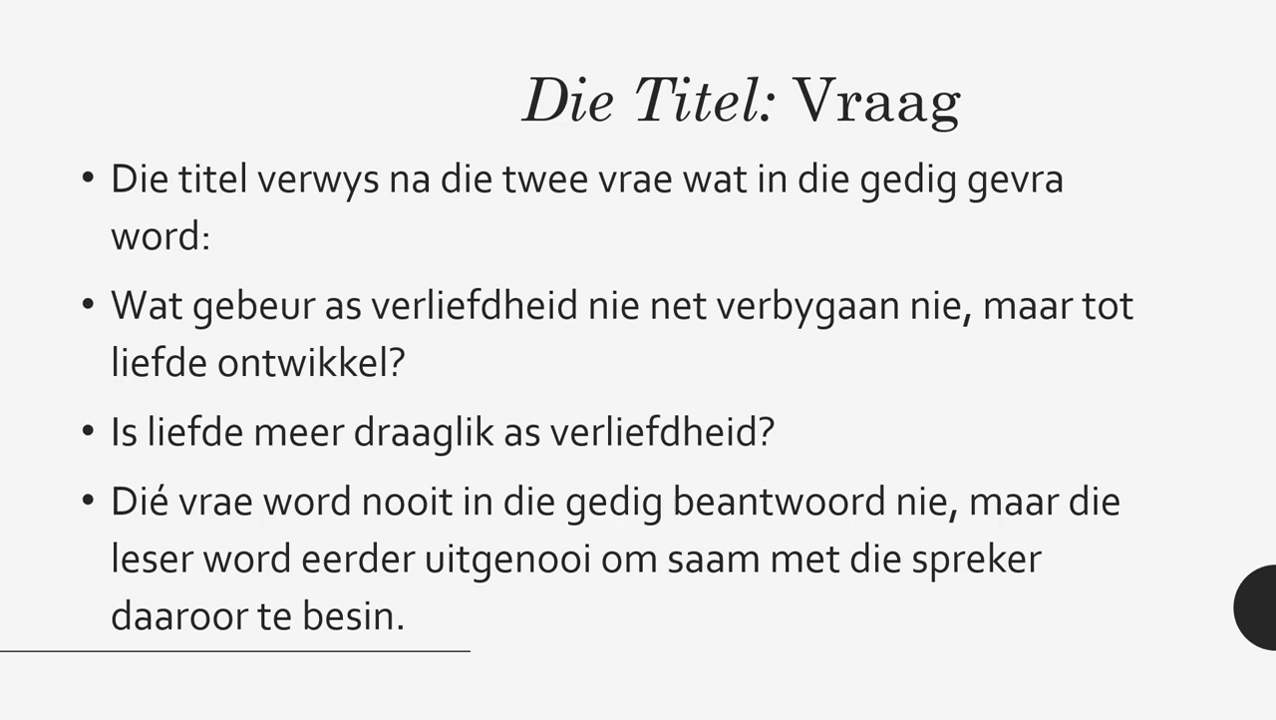 Die Titel: Vraag
• Die titel verwys na die twee vrae wat in die gedig gevra
word:
• Wat gebeur as verliefdheid nie net verbygaan nie, maar tot
liefde ontwikkel?
• Is liefde meer draaglik as verliefdheid?
• Dié vrae word nooit in die gedig beantwoord nie, maar die
leser word eerder uitgenooi om saam met die spreker
daaroor te besin.